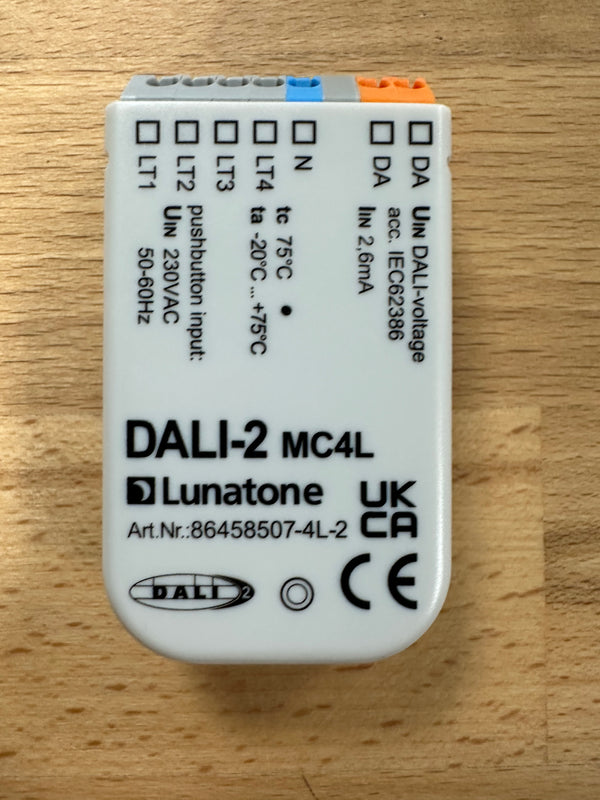 LT1
LT2
LT3
LT4
N
DA
DA
UIN DALI-voltage
acc. IEC62386
IIN 2,6mA
tc 75°C
ta -20°C ... +75°C
pushbutton input:
UIN 230VAC
50-60Hz
DALI-2 MC4L
Lunatone
Art.Nr.:86458507-4L-2
UK
CA
DALI 2
CE